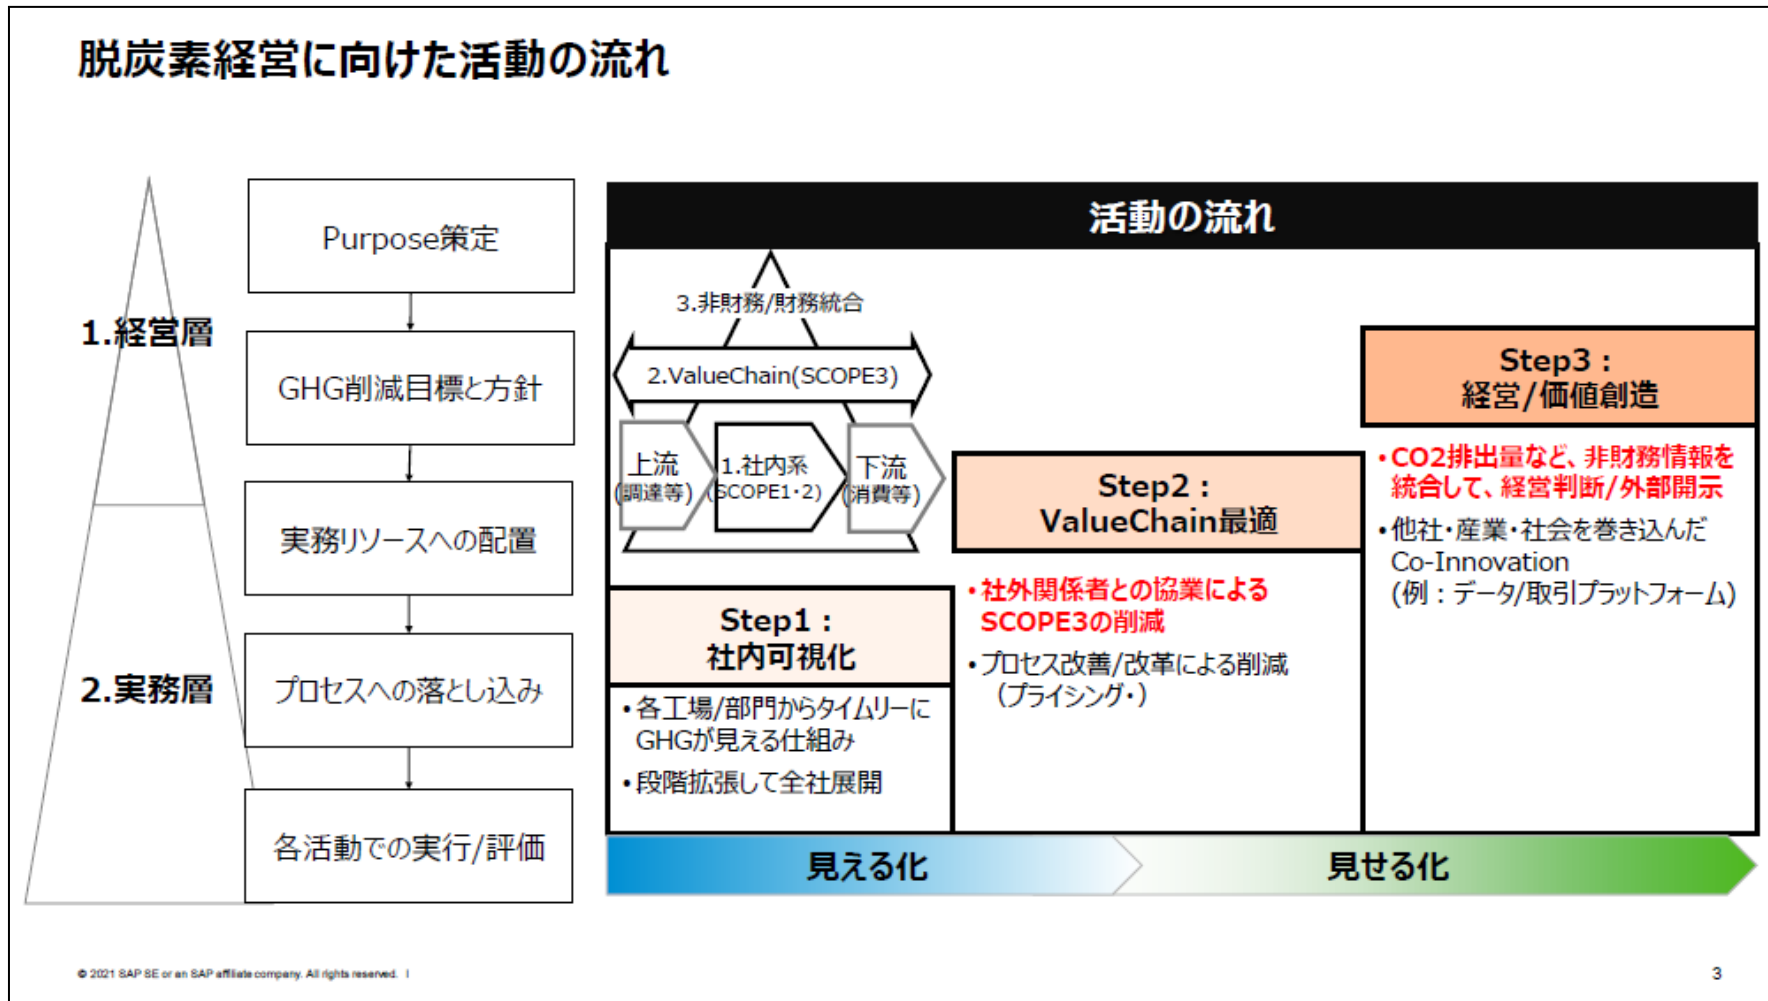 脱炭素経営に向けた活動の流れ
1.経営層
2.実務層
Purpose策定
GHG削減目標と方針
実務リソースへの配置
プロセスへの落とし込み
各活動での実行/評価
活動の流れ
3.非財務/財務統合
2.ValueChain(SCOPE3)
上流
(調達等)
1.社内系
(SCOPE1・2)
下流
(消費等)
Step1：
社内可視化
・各工場/部門からタイムリーに
GHGが見える仕組み
・段階拡張して全社展開
Step2：
ValueChain最適
・社外関係者との協業による
SCOPE3の削減
・プロセス改善/改革による削減
（プライシング・）
Step3：
経営/価値創造
・CO2排出量など、非財務情報を
統合して、経営判断/外部開示
・他社・産業・社会を巻き込んだ
Co-Innovation
(例：データ/取引プラットフォーム)
見える化
見せる化
© 2021 SAP SE or an SAP affiliate company. All rights reserved. I
3